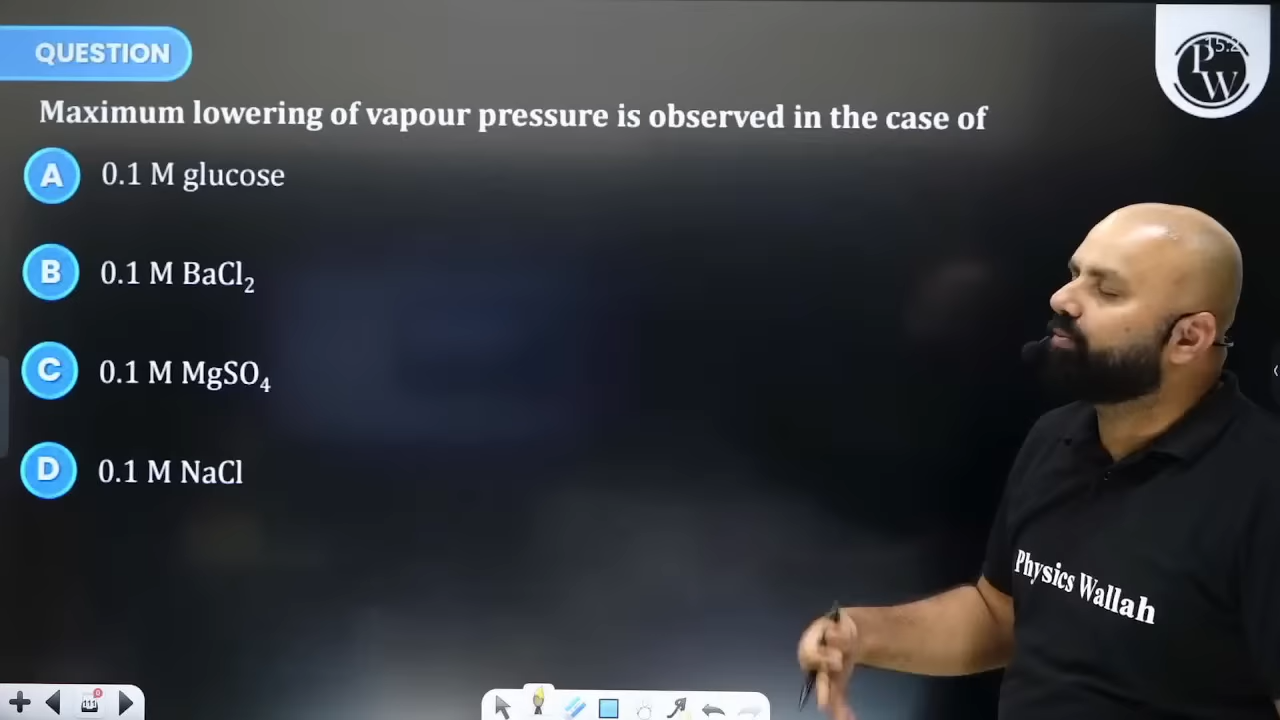 QUESTION
Maximum lowering of vapour pressure is observed in the case of
A 0.1 M glucose
B 0.1 M BaCl₂
C 0.1 M MgSO₄
D 0.1 M NaCl
PW
Physics Wallah